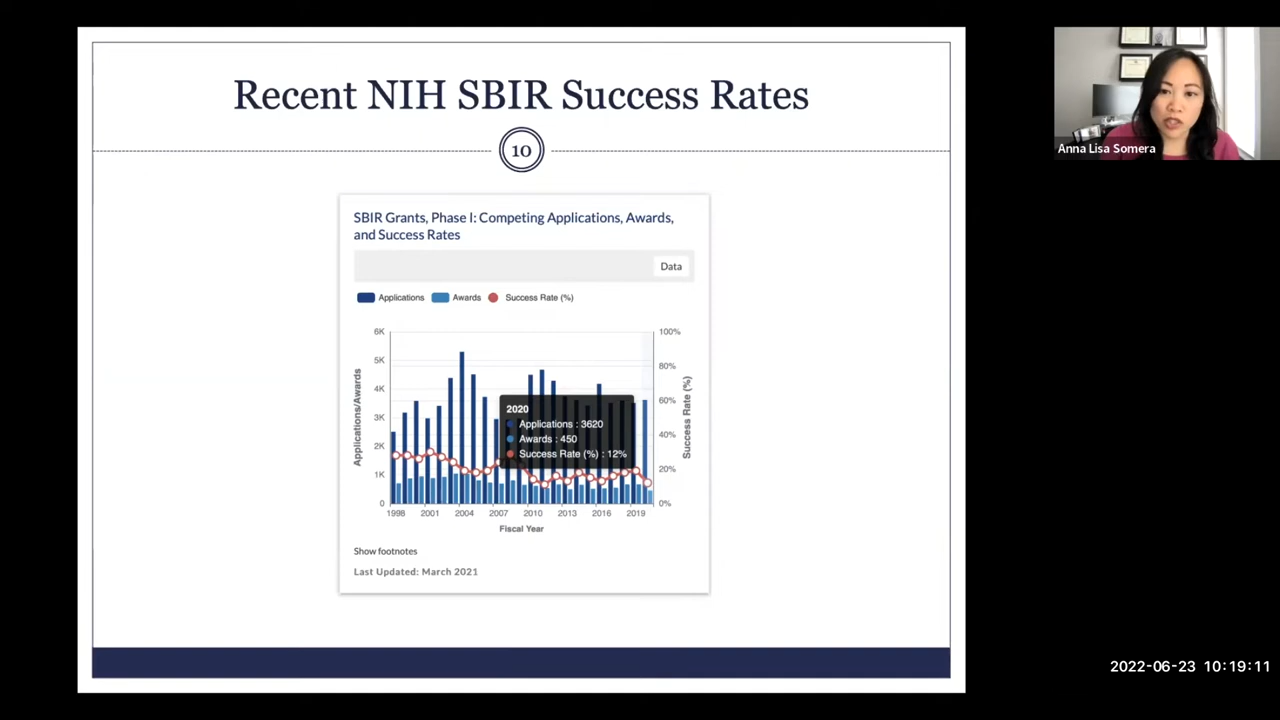 Recent NIH SBIR Success Rates
10
SBIR Grants, Phase I: Competing Applications, Awards,
and Success Rates
Data
Applications
Awards
Success Rate (%)
6K
5K
4K
3K
2K
1K
0
Applications/Awards
100%
80%
60%
40%
20%
0%
Success Rate (%)
2020
Applications : 3620
Awards : 450
Success Rate (%) : 12%
1998
2001
2004
2007
2010
2013
2016
2019
Fiscal Year
Show footnotes
Last Updated: March 2021
Anna Lisa Somera
2022-06-23 10:19:11